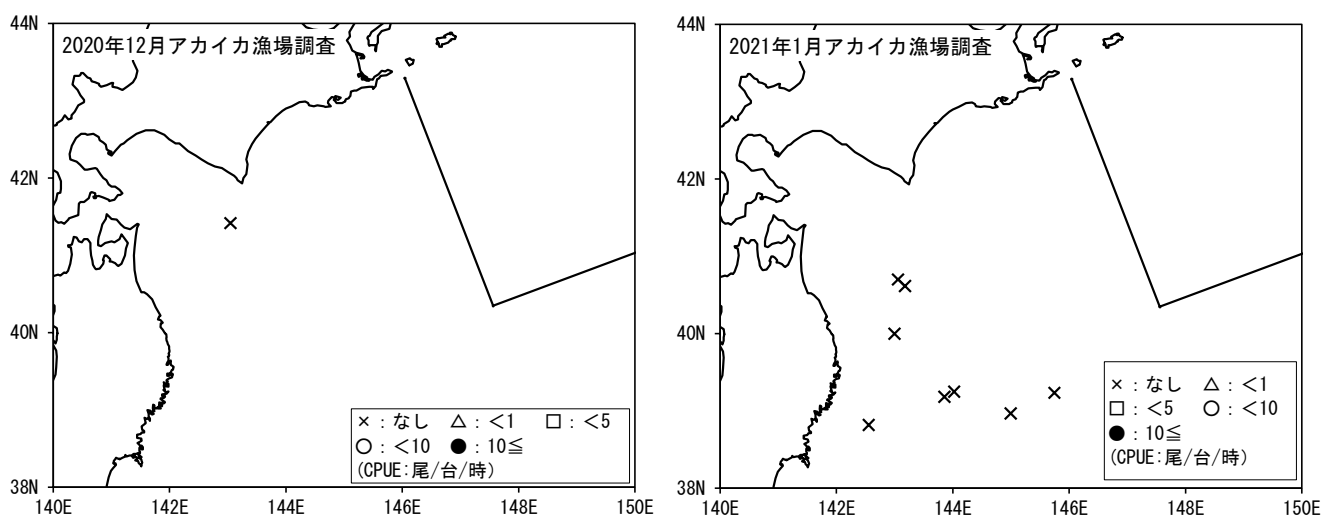 44N
2020年12月アカイカ漁場調査
42N
40N
×:なし △:<1 □:<5
○:<10 ●:10≦
(CPUE:尾/台/時)
38N
140E 142E 144E 146E 148E 150E
44N
2021年1月アカイカ漁場調査
42N
40N
×:なし △:<1
□:<5 ○:<10
●:10≦
(CPUE:尾/台/時)
38N
140E 142E 144E 146E 148E 150E